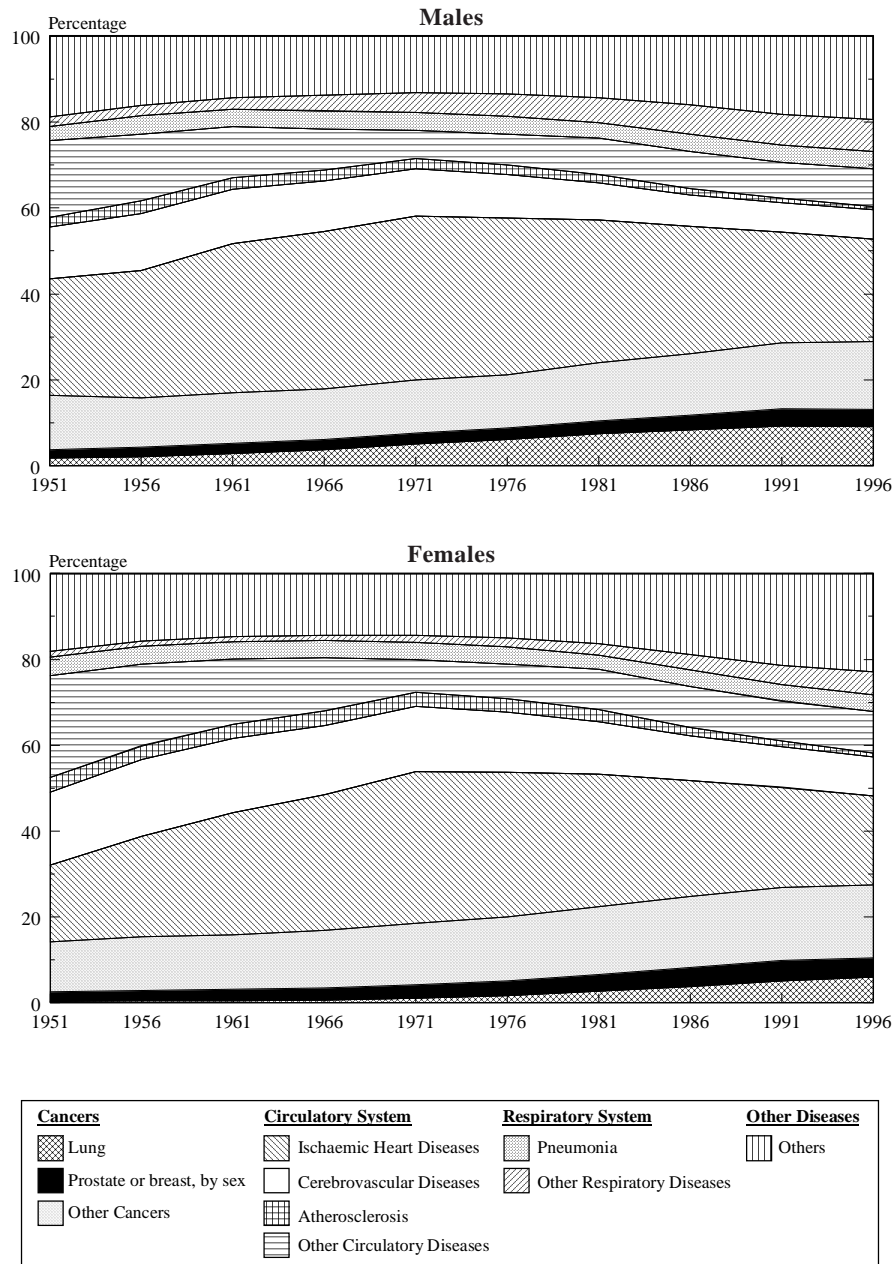 Males
Percentage
100
80
60
40
20
0
1951 1956 1961 1966 1971 1976 1981 1986 1991 1996
Females
Percentage
100
80
60
40
20
0
1951 1956 1961 1966 1971 1976 1981 1986 1991 1996
Cancers Circulatory System Respiratory System Other Diseases
Lung Ischaemic Heart Diseases Pneumonia Others
Prostate or breast, by sex Cerebrovascular Diseases Other Respiratory Diseases
Other Cancers Atherosclerosis
Other Circulatory Diseases